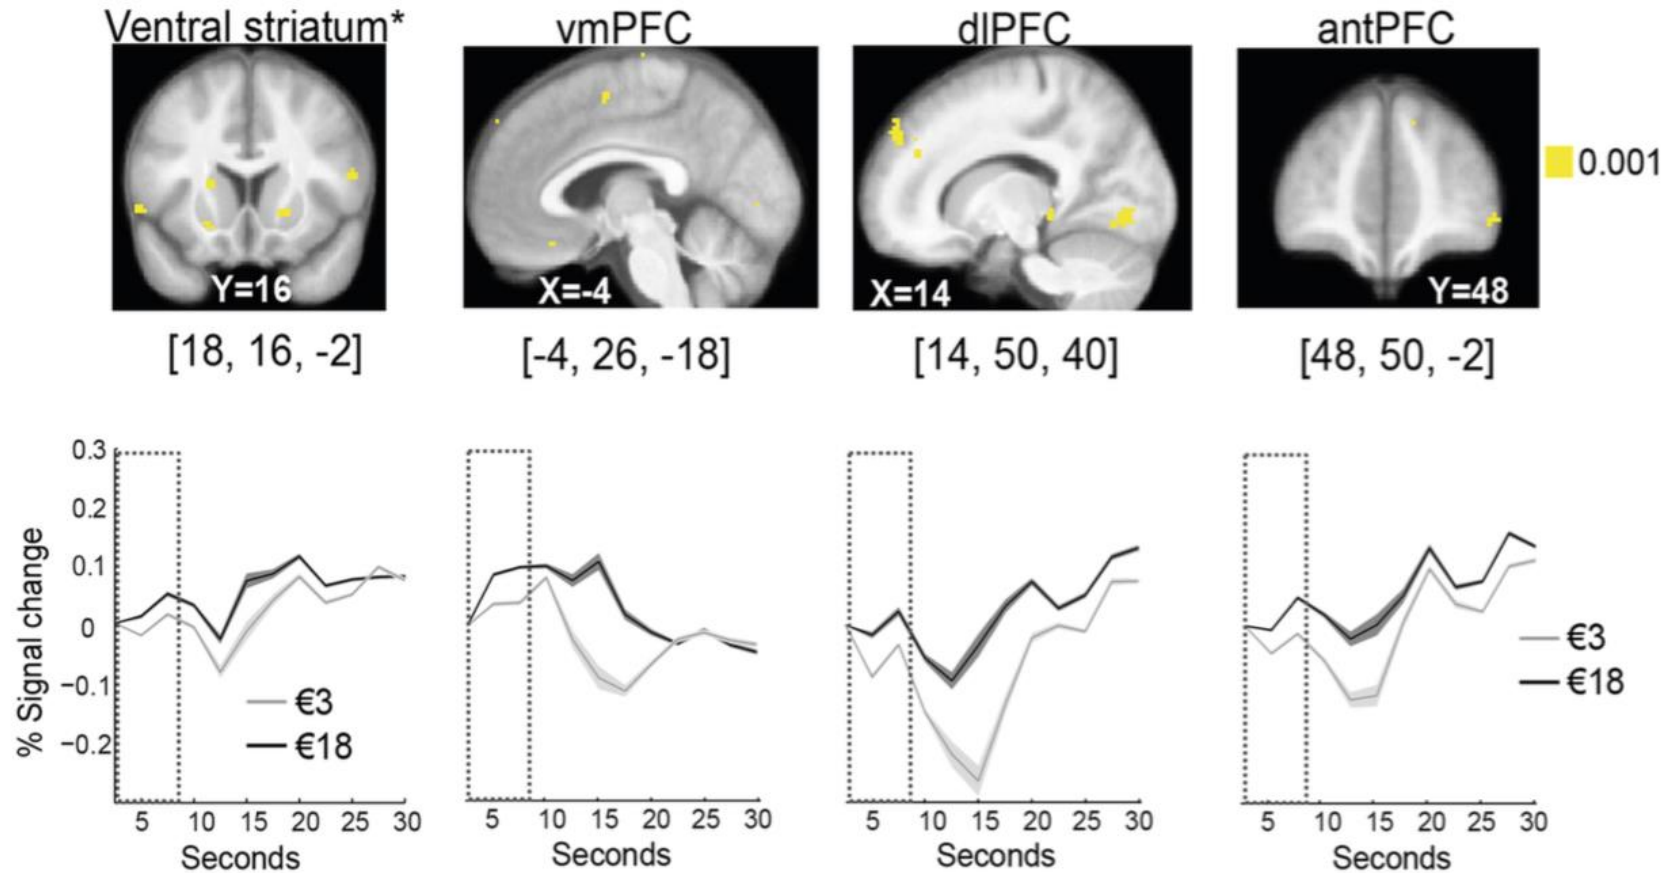 Ventral striatum*
vmPFC
dlPFC
antPFC
0.001
Y=16
X=-4
X=14
Y=48
[18, 16, -2]
[-4, 26, -18]
[14, 50, 40]
[48, 50, -2]
% Signal change
0.3
0.2
0.1
0
−0.1
−0.2
€3
€18
€3
€18
5 10 15 20 25 30
5 10 15 20 25 30
5 10 15 20 25 30
5 10 15 20 25 30
Seconds
Seconds
Seconds
Seconds